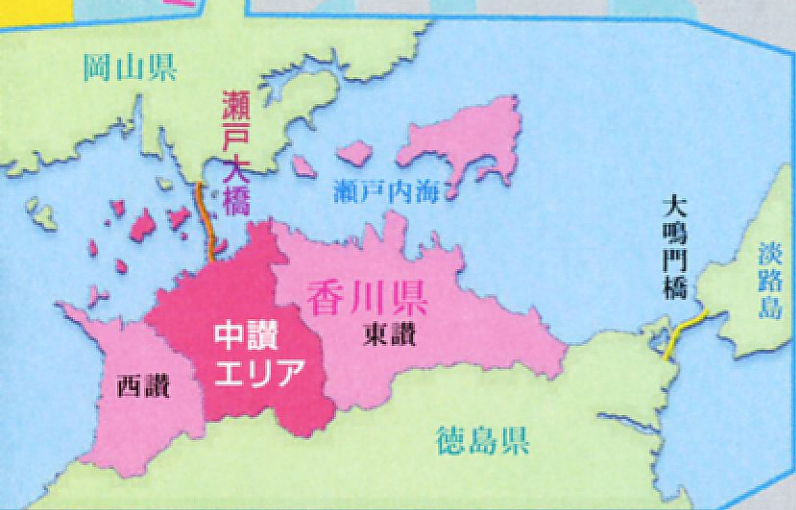 岡山県
瀬戸大橋
瀬戸内海
大鳴門橋
淡路島
香川県
東讃
中讃
エリア
西讃
徳島県